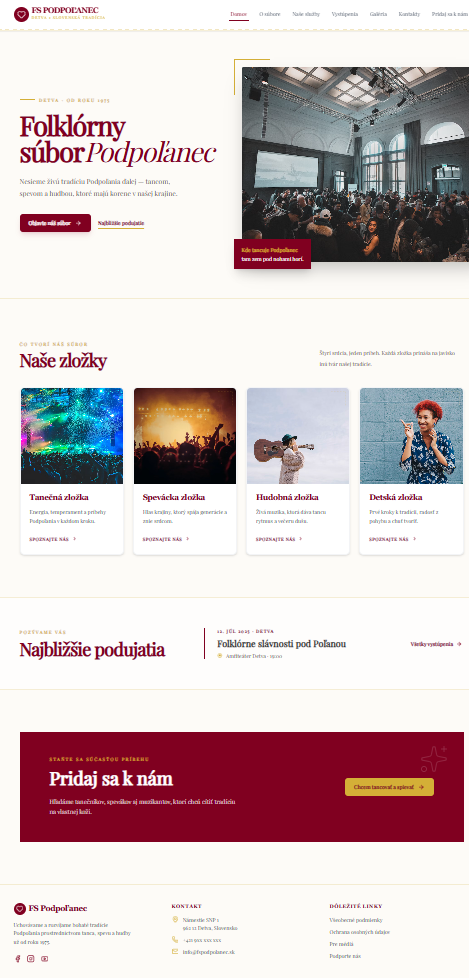 FS PODPOĽANEC
DETVA • SLOVENSKÁ TRADÍCIA
Domov O súbore Naše zložky Vystúpenia Galéria Kontakty Pridaj sa k nám
DETVA · OD ROKU 1975
Folklórny
súbor Podpoľanec
Nesieme živú tradíciu Podpoľania ďalej — tancom,
spevom a hudbou, ktoré majú korene v našej krajine.
Objavte náš súbor →
Najbližšie podujatie
Kde tancuje Podpoľanec
tam zem pod nohami horí.
ČO TVORÍ NÁŠ SÚBOR
Naše zložky
Štyri srdcia, jeden príbeh. Každá zložka prináša na javisko
inú tvár našej tradície.
Tanečná zložka
Energia, temperament a príbehy
Podpoľania v každom kroku.
SPOZNAJTE NÁS
Spevácka zložka
Hlas krajiny, ktorý spája generácie a
znie srdcom.
SPOZNAJTE NÁS
Hudobná zložka
Živá muzika, ktorá dáva tancu
rytmus a večeru dušu.
SPOZNAJTE NÁS
Detská zložka
Prvé kroky k tradícii, radosť z
pohybu a chuť tvoriť.
SPOZNAJTE NÁS
POZÝVAME VÁS
Najbližšie podujatia
12. JÚL 2025 · DETVA
Folklórne slávnosti pod Poľanou
Amfiteáter Detva · 19:00
Všetky vystúpenia →
STAŇTE SA SÚČASŤOU PRÍBEHU
Pridaj sa k nám
Hľadáme tanečníkov, spevákov aj muzikantov, ktorí chcú cítiť tradíciu
na vlastnej koži.
Chcem tancovať a spievať →
FS Podpoľanec
Uchovávame a rozvíjame bohaté tradície
Podpoľania prostredníctvom tanca, spevu a hudby
už od roku 1975.
KONTAKT
Námestie SNP 1
962 12 Detva, Slovensko
+421 9xx xxx xxx
info@fspodpolanec.sk
DÔLEŽITÉ LINKY
Všeobecné podmienky
Ochrana osobných údajov
Pre médiá
Podporte nás